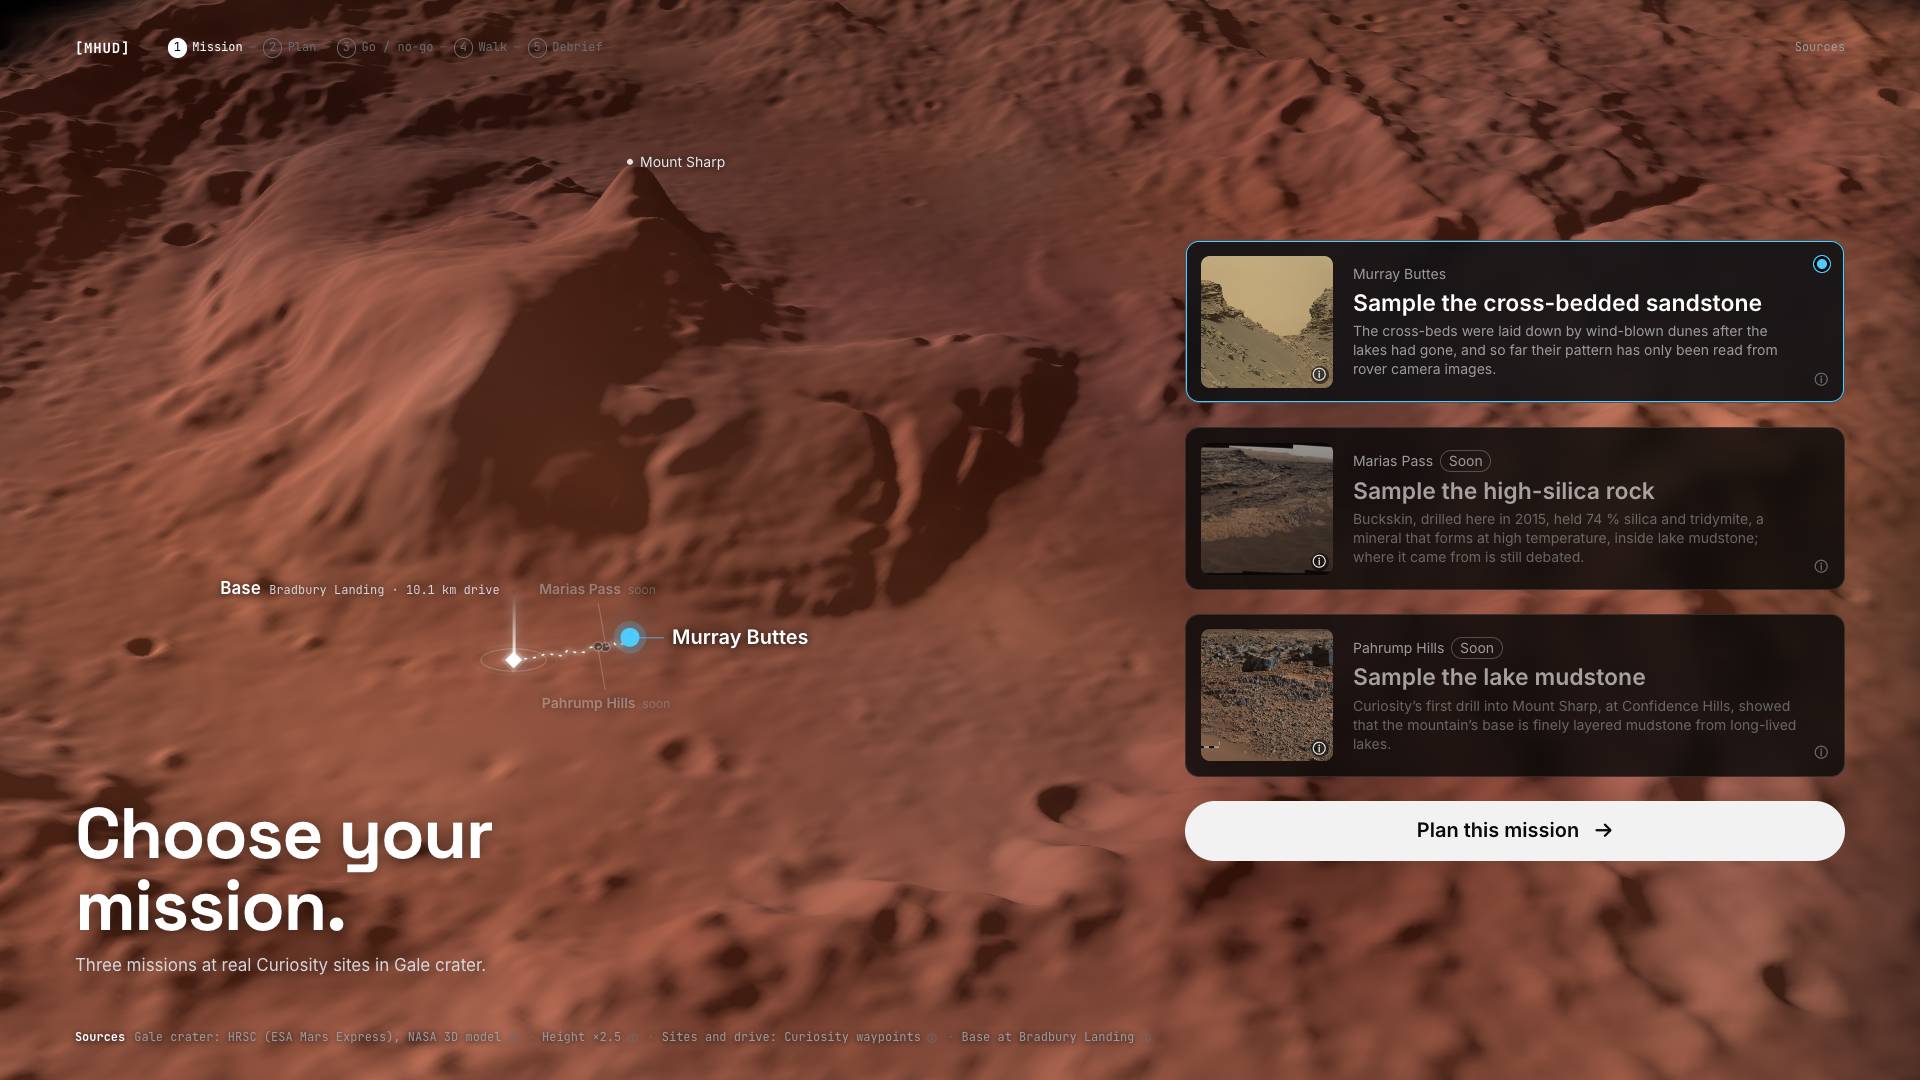 [MHUD] 1 Mission 2 Plan 3 Go / no-go 4 Walk 5 Debrief Sources
Mount Sharp
Murray Buttes
Sample the cross-bedded sandstone
The cross-beds were laid down by wind-blown dunes after the
lakes had gone, and so far their pattern has only been read from
rover camera images.
Marias Pass Soon
Sample the high-silica rock
Buckskin, drilled here in 2015, held 74 % silica and tridymite, a
mineral that forms at high temperature, inside lake mudstone;
where it came from is still debated.
Pahrump Hills Soon
Sample the lake mudstone
Curiosity’s first drill into Mount Sharp, at Confidence Hills, showed
that the mountain’s base is finely layered mudstone from long-lived
lakes.
Plan this mission →
Base Bradbury Landing · 10.1 km drive
Marias Pass soon
Murray Buttes
Pahrump Hills soon
Choose your
mission.
Three missions at real Curiosity sites in Gale crater.
Sources Gale crater: HRSC (ESA Mars Express), NASA 3D model · Height ×2.5 · Sites and drive: Curiosity waypoints · Base at Bradbury Landing